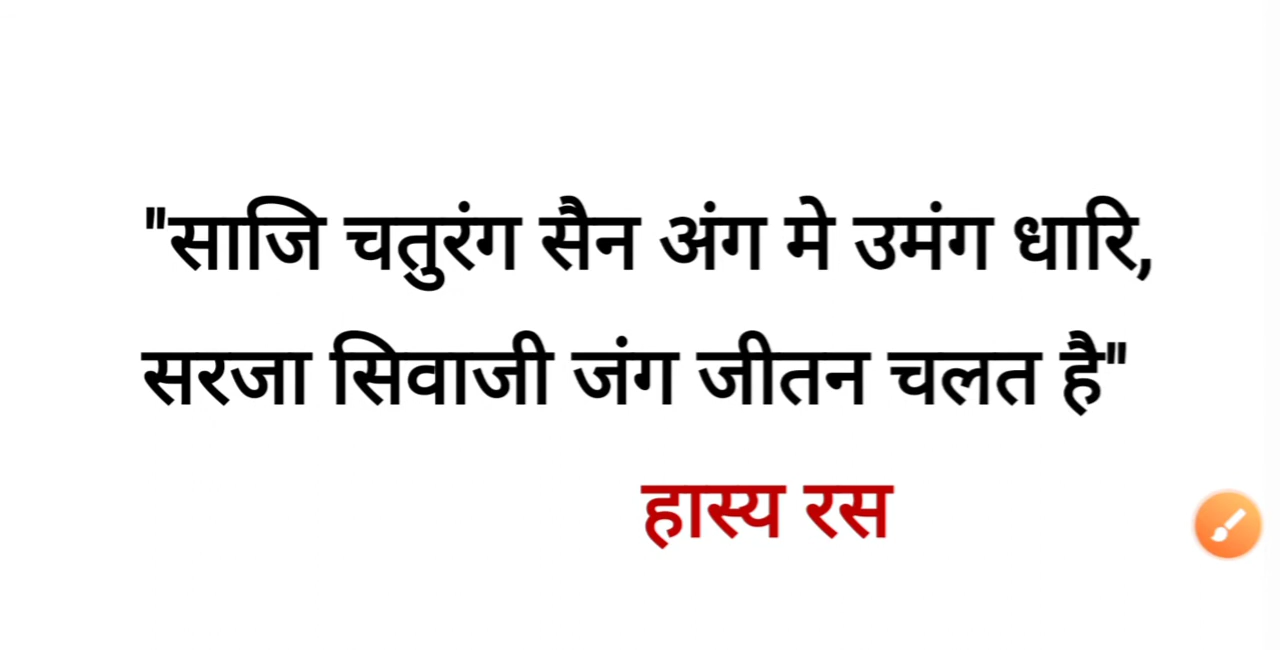 "साजि चतुरंग सैन अंग मे उमंग धारि,
सरजा सिवाजी जंग जीतन चलत है"
हास्य रस